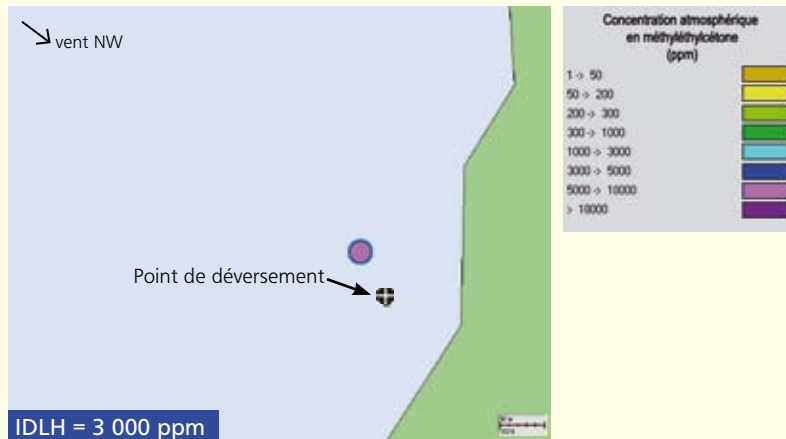 vent NW
Point de déversement
IDLH = 3 000 ppm
Concentration atmosphérique
en méthyléthylcétone
(ppm)
1 -> 50
50 -> 200
200 -> 300
300 -> 1000
1000 -> 3000
3000 -> 5000
5000 -> 10000
> 10000